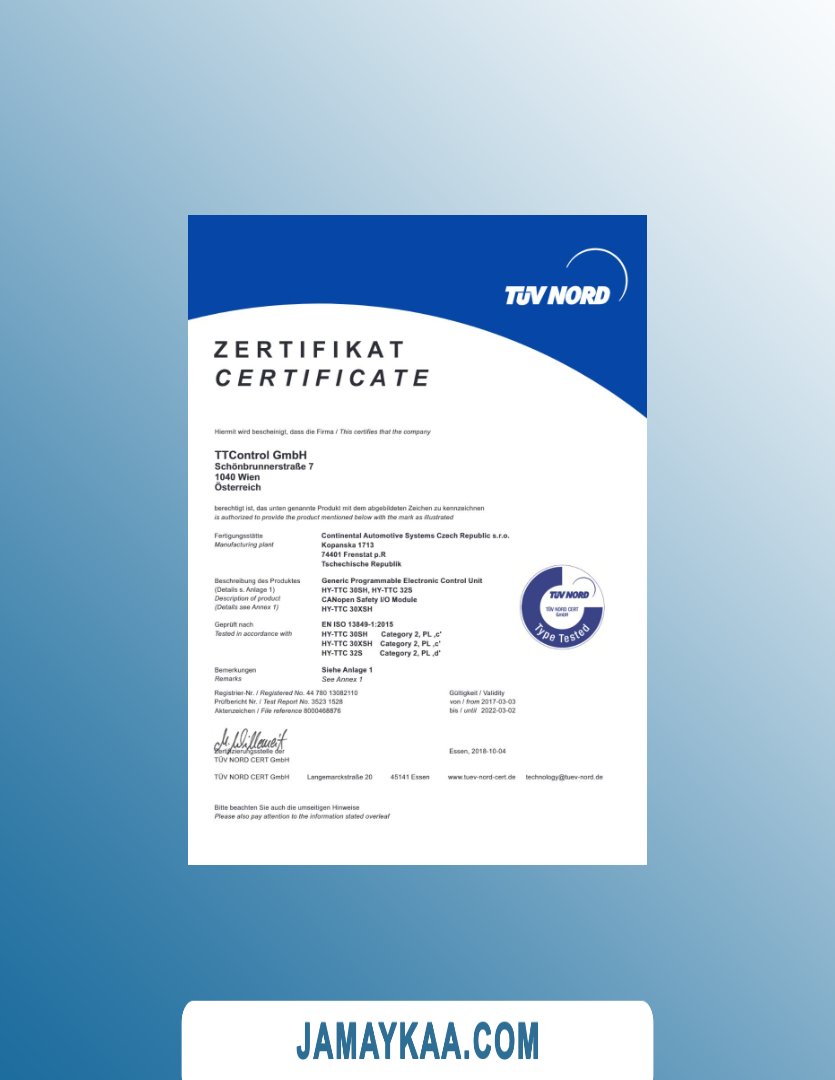 TÜV NORD
ZERTIFIKAT
CERTIFICATE
Hiermit wird bescheinigt, dass die Firma / This certifies that the company
TTControl GmbH
Schönbrunnerstraße 7
1040 Wien
Österreich
berechtigt ist, das unten genannte Produkt mit dem abgebildeten Zeichen zu kennzeichnen
is authorized to provide the product mentioned below with the mark as illustrated
Fertigungsstätte Continental Automotive Systems Czech Republic s.r.o.
Manufacturing plant Kopanska 1713
74401 Frenstat p.R
Tschechische Republik
Beschreibung des Produktes Generic Programmable Electronic Control Unit
(Details s. Anlage 1) HY-TTC 30SH, HY-TTC 32S
Description of product CANopen Safety I/O Module
(Details see Annex 1) HY-TTC 30XSH
TÜV NORD
TÜV NORD CERT
GmbH
Type Tested
Geprüft nach EN ISO 13849-1:2015
Tested in accordance with HY-TTC 30SH Category 2, PL ‚c'
HY-TTC 30XSH Category 2, PL ‚c'
HY-TTC 32S Category 2, PL ‚d'
Bemerkungen Siehe Anlage 1
Remarks See Annex 1
Registrier-Nr. / Registered No. 44 780 13082110 Gültigkeit / Validity
Prüfbericht Nr. / Test Report No. 3523 1528 von / from 2017-03-03
Aktenzeichen / File reference 8000468876 bis / until 2022-03-02
Zertifizierungsstelle der Essen, 2018-10-04
TÜV NORD CERT GmbH
TÜV NORD CERT GmbH Langemarckstraße 20 45141 Essen www.tuev-nord-cert.de technology@tuev-nord.de
Bitte beachten Sie auch die umseitigen Hinweise
Please also pay attention to the information stated overleaf
JAMAYKAA.COM